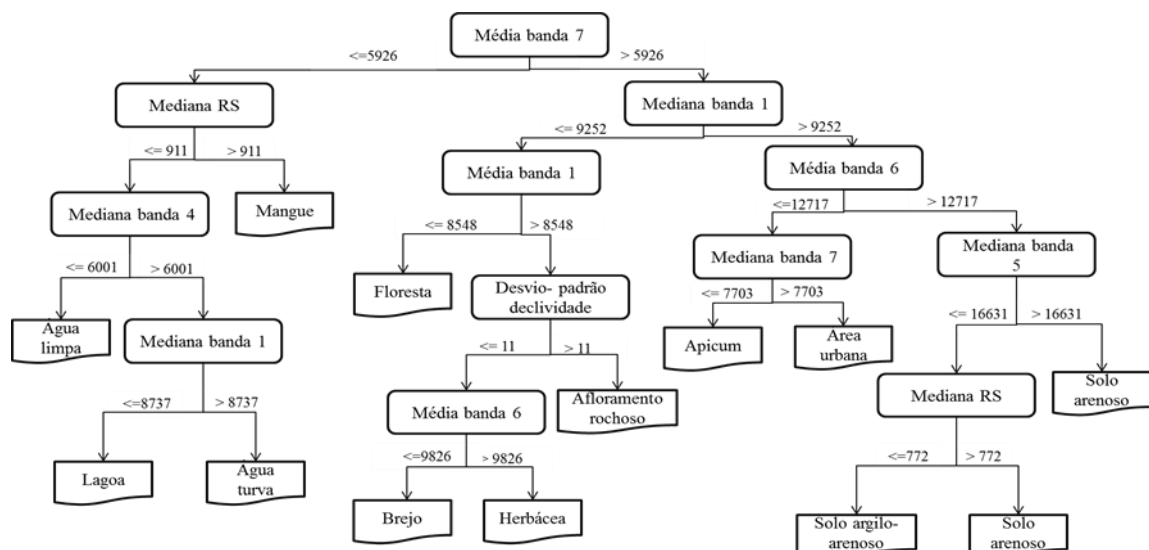 Média banda 7
<=5926
> 5926
Mediana RS
Mediana banda 1
<= 911
> 911
<= 9252
> 9252
Mediana banda 4
Mangue
Média banda 1
Média banda 6
<= 6001
> 6001
<= 8548
> 8548
<=12717
> 12717
Agua
limpa
Mediana banda 1
Floresta
Desvio- padrão
declividade
Mediana banda 7
Mediana banda
5
<= 7703
> 7703
<= 11
> 11
Apicum
Area
urbana
<= 16631
> 16631
<=8737
> 8737
Média banda 6
Afloramento
rochoso
Mediana RS
Solo
arenoso
Lagoa
Agua
turva
<=9826
> 9826
<=772
> 772
Brejo
Herbácea
Solo argilo-
arenoso
Solo
arenoso